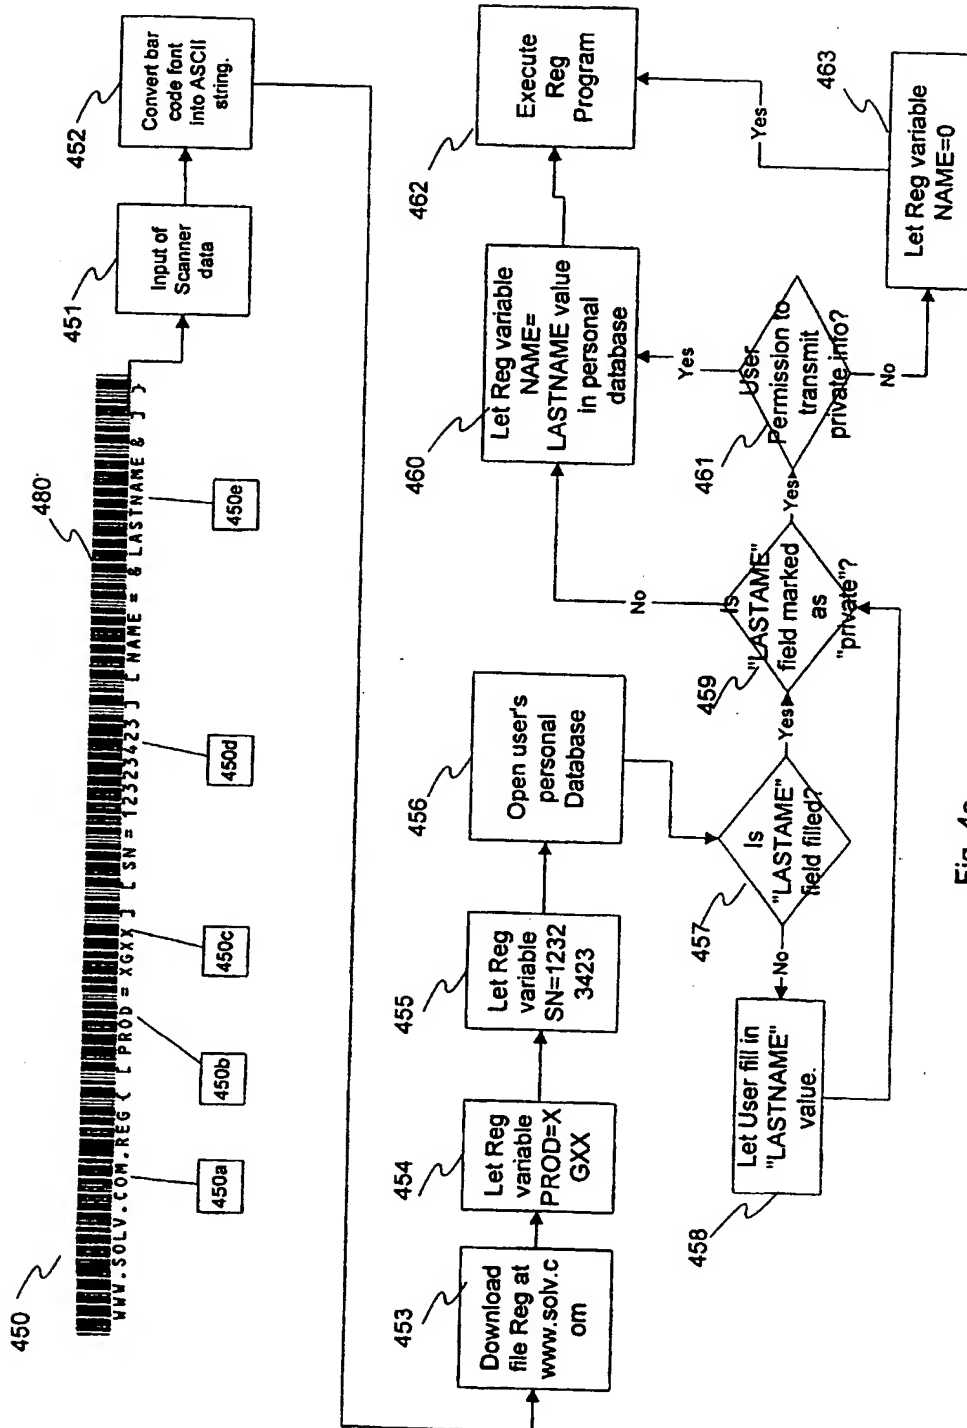 450
480
WWW.SOLV.COM.REG { [ PROD = XGXX ] [ SN = 12323423 ] [ NAME = & LASTNAME & ] }
450a
450b
450c
450d
450e
451
Input of
Scanner
data
452
Convert bar
code font
into ASCII
string.
453
Download
file Reg at
www.solv.c
om
454
Let Reg
variable
PROD=X
GXX
455
Let Reg
variable
SN=1232
3423
456
Open user's
personal
Database
457
Is
"LASTAME"
field filled?
No
Yes
458
Let User fill in
"LASTNAME"
value.
459
Is
"LASTAME"
field marked
as
"private"?
No
Yes
460
Let Reg variable
NAME=
LASTNAME value
in personal
database
461
User
Permission to
transmit
private info?
Yes
No
462
Execute
Reg
Program
463
Let Reg variable
NAME=0
Yes